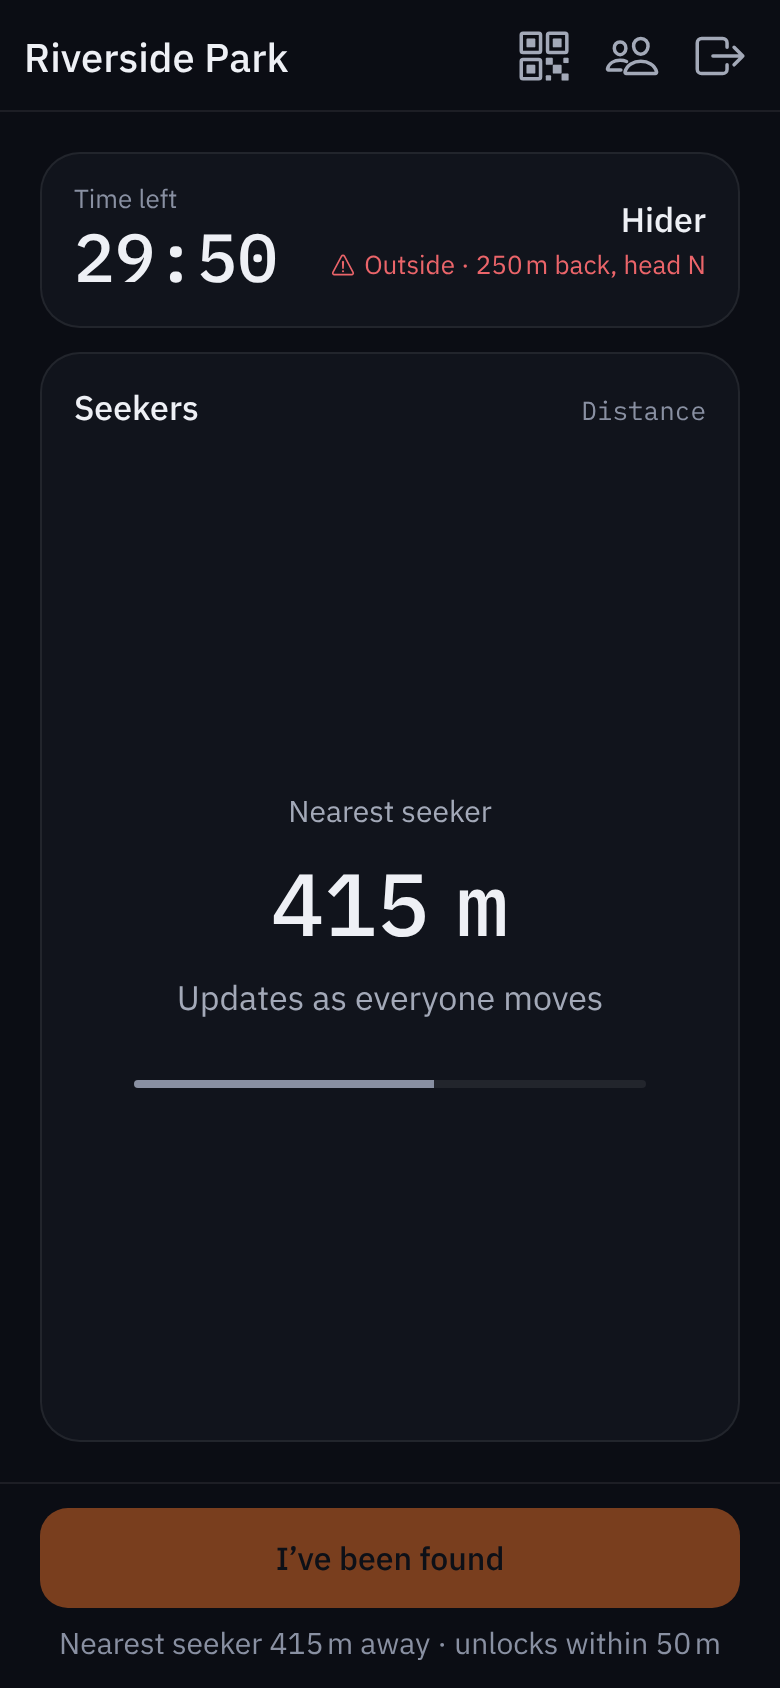 Riverside Park
Time left
29:50
Hider
Outside · 250 m back, head N
Seekers
Distance
Nearest seeker
415 m
Updates as everyone moves
I’ve been found
Nearest seeker 415 m away · unlocks within 50 m